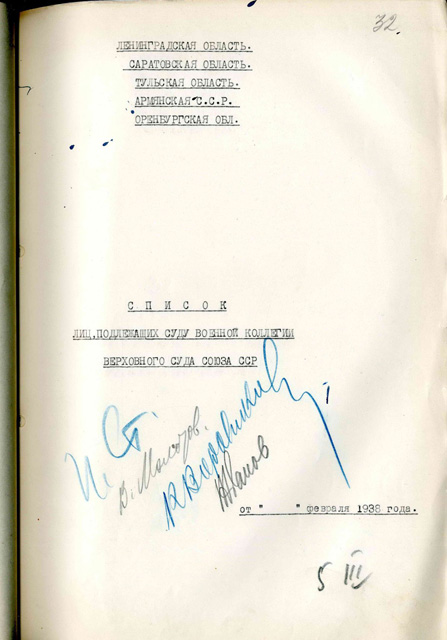 32.
ЛЕНИНГРАДСКАЯ ОБЛАСТЬ.
САРАТОВСКАЯ ОБЛАСТЬ.
ТУЛЬСКАЯ ОБЛАСТЬ.
АРМЯНСКАЯ С.С.Р.
ОРЕНБУРГСКАЯ ОБЛ.
С П И С О К
ЛИЦ,ПОДЛЕЖАЩИХ СУДУ ВОЕННОЙ КОЛЛЕГИИ
ВЕРХОВНОГО СУДА СОЮЗА ССР
И. Ст.
В. Молотов.
К Ворошилов
Жданов
от " " февраля 1938 года.
5 III